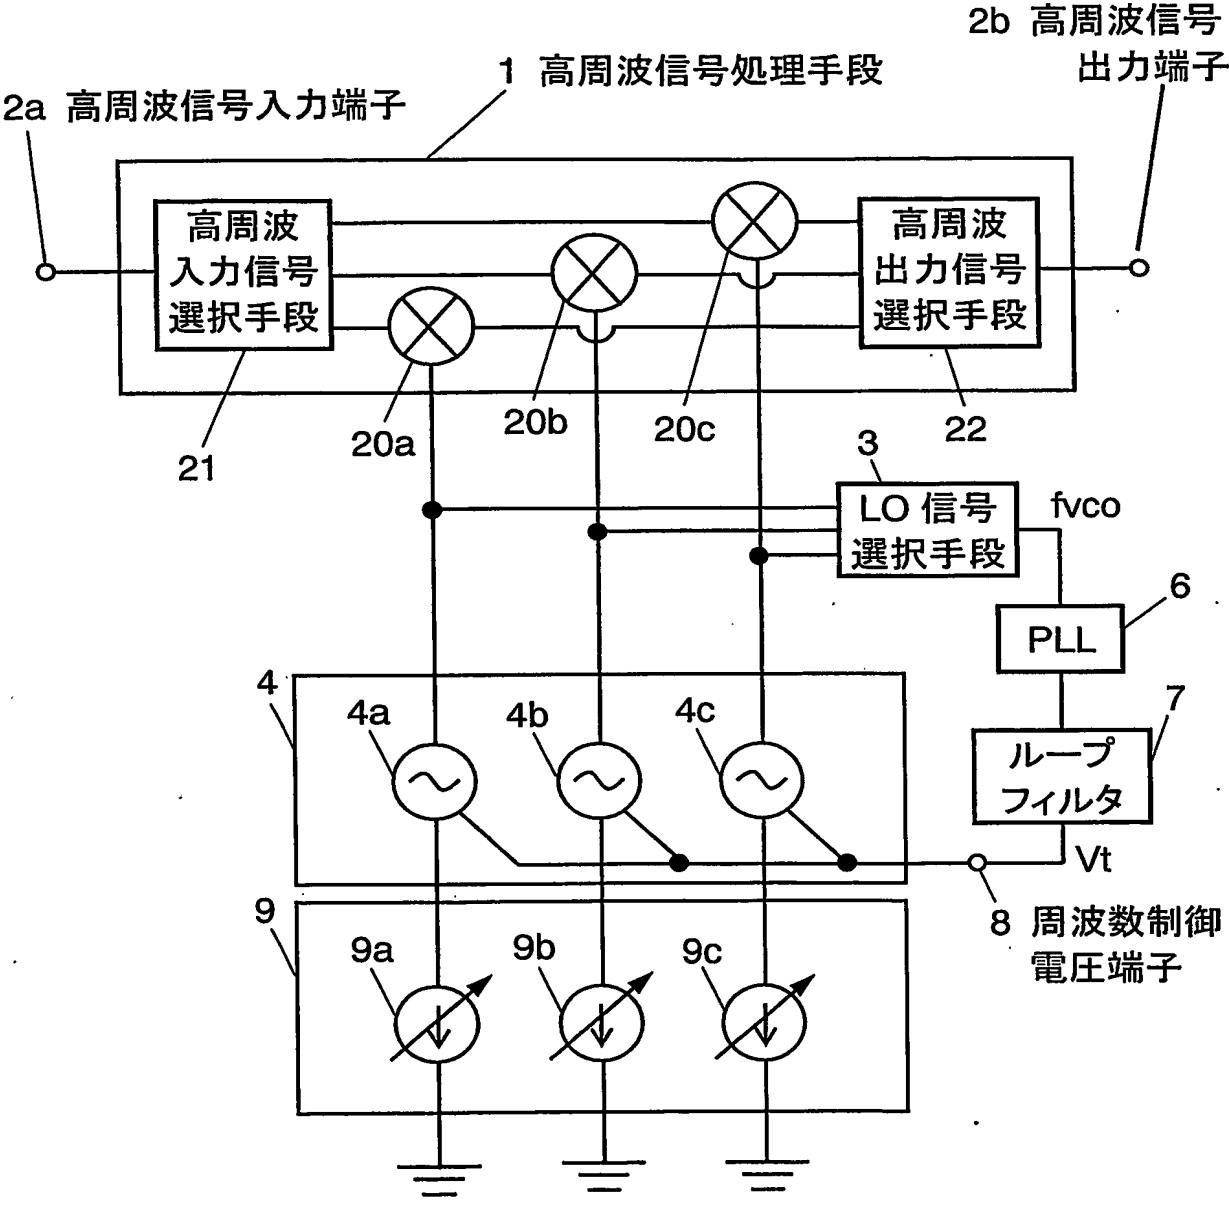 2b 高周波信号
出力端子
1 高周波信号処理手段
2a 高周波信号入力端子
高周波
入力信号
選択手段
高周波
出力信号
選択手段
21
20a
20b
20c
22
3
LO 信号
選択手段
fvco
6
PLL
7
ループ
フィルタ
Vt
4
4a
4b
4c
8 周波数制御
電圧端子
9
9a
9b
9c